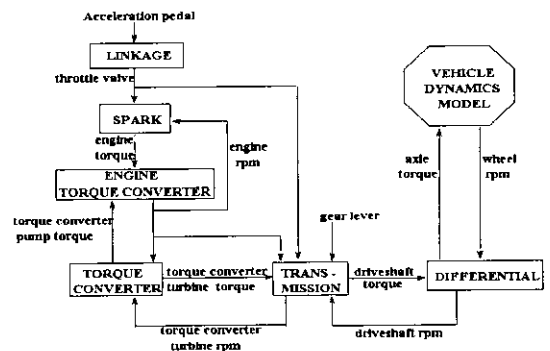 Acceleration pedal
LINKAGE
throttle valve
SPARK
engine
torque
engine
rpm
ENGINE
TORQUE CONVERTER
torque converter
pump torque
TORQUE
CONVERTER
torque converter
turbine torque
gear lever
TRANS -
MISSION
driveshaft
torque
DIFFERENTIAL
axle
torque
wheel
rpm
VEHICLE
DYNAMICS
MODEL
torque converter
turbine rpm
driveshaft rpm